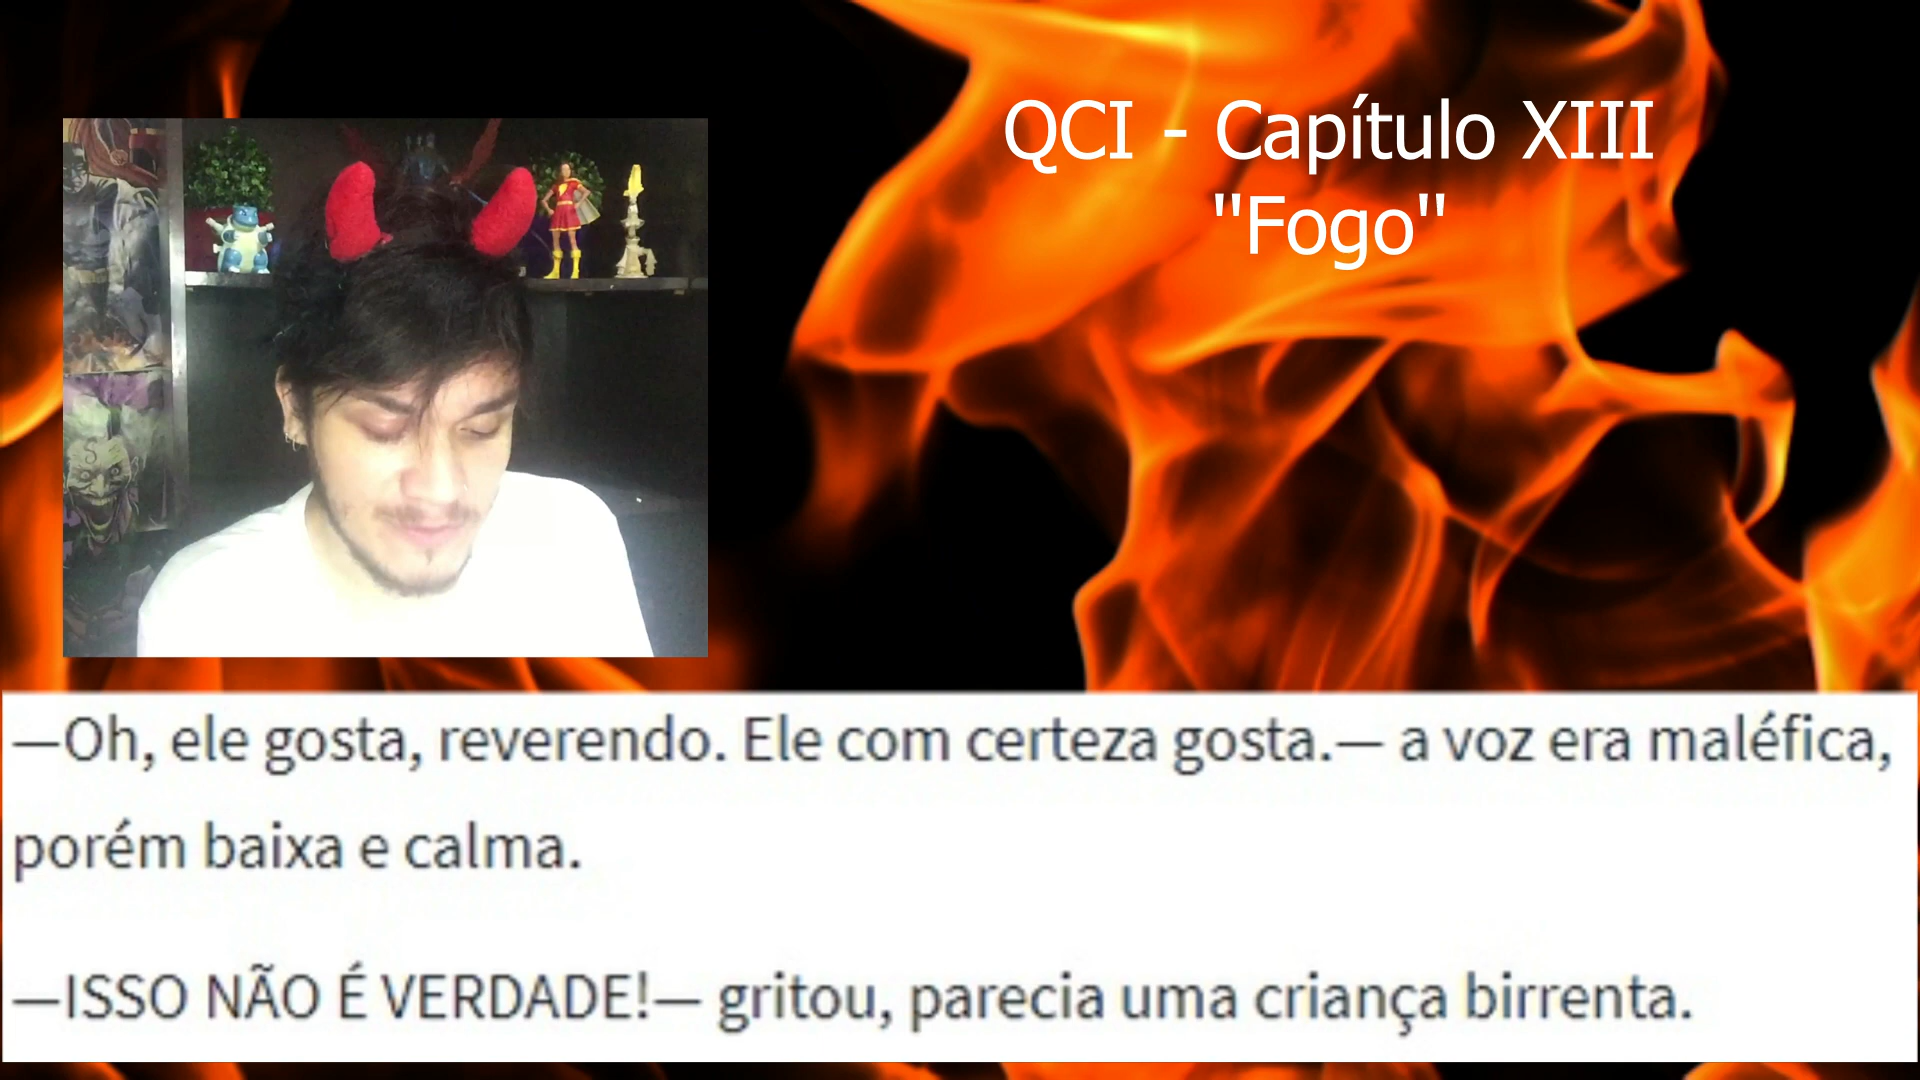 QCI - Capítulo XIII
"Fogo"
—Oh, ele gosta, reverendo. Ele com certeza gosta.— a voz era maléfica,
porém baixa e calma.
—ISSO NÃO É VERDADE!— gritou, parecia uma criança birrenta.